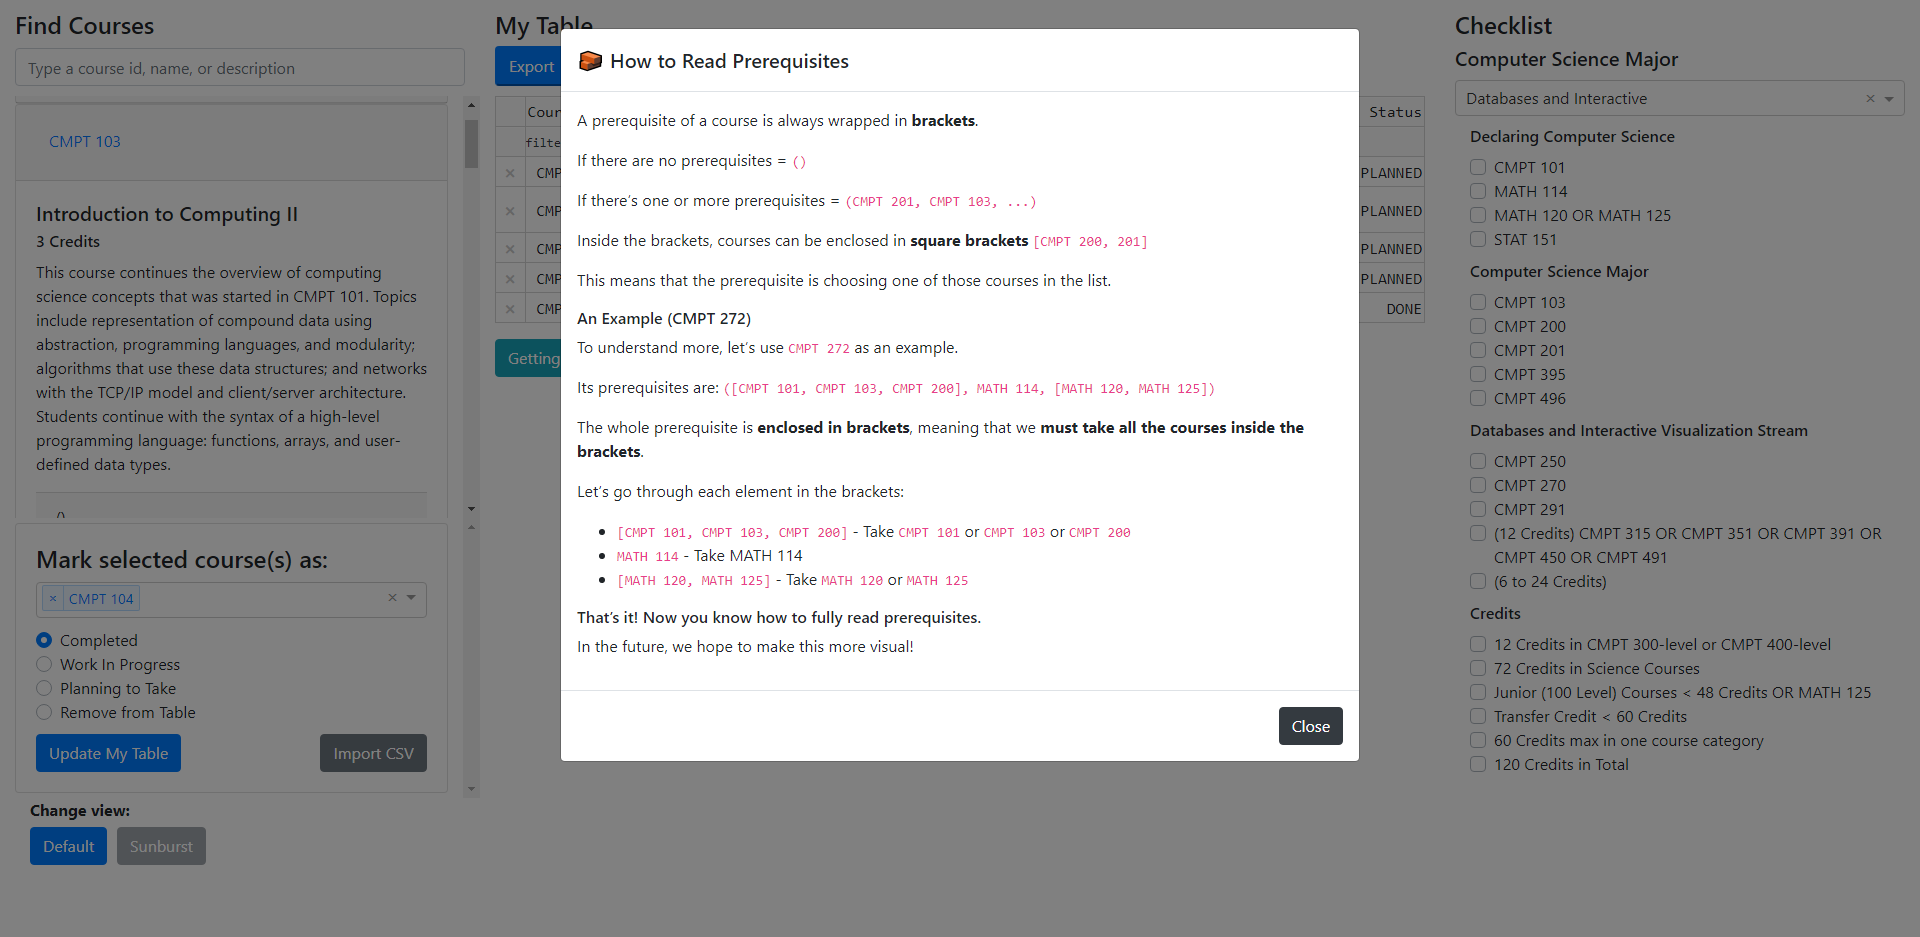 Find Courses
Type a course id, name, or description
CMPT 103
Introduction to Computing II
3 Credits
This course continues the overview of computing
science concepts that was started in CMPT 101. Topics
include representation of compound data using
abstraction, programming languages, and modularity;
algorithms that use these data structures; and networks
with the TCP/IP model and client/server architecture.
Students continue with the syntax of a high-level
programming language: functions, arrays, and user-
defined data types.
Mark selected course(s) as:
× CMPT 104
Completed
Work In Progress
Planning to Take
Remove from Table
Update My Table
Import CSV
Change view:
Default
Sunburst
My Table
Export
Cour
Status
filte
CMP
PLANNED
CMP
PLANNED
CMP
PLANNED
CMP
PLANNED
CMP
DONE
Getting
How to Read Prerequisites
A prerequisite of a course is always wrapped in brackets.
If there are no prerequisites = ()
If there's one or more prerequisites = (CMPT 201, CMPT 103, ...)
Inside the brackets, courses can be enclosed in square brackets [CMPT 200, 201]
This means that the prerequisite is choosing one of those courses in the list.
An Example (CMPT 272)
To understand more, let's use CMPT 272 as an example.
Its prerequisites are: ([CMPT 101, CMPT 103, CMPT 200], MATH 114, [MATH 120, MATH 125])
The whole prerequisite is enclosed in brackets, meaning that we must take all the courses inside the
brackets.
Let's go through each element in the brackets:
[CMPT 101, CMPT 103, CMPT 200] - Take CMPT 101 or CMPT 103 or CMPT 200
MATH 114 - Take MATH 114
[MATH 120, MATH 125] - Take MATH 120 or MATH 125
That's it! Now you know how to fully read prerequisites.
In the future, we hope to make this more visual!
Close
Checklist
Computer Science Major
Databases and Interactive
Declaring Computer Science
CMPT 101
MATH 114
MATH 120 OR MATH 125
STAT 151
Computer Science Major
CMPT 103
CMPT 200
CMPT 201
CMPT 395
CMPT 496
Databases and Interactive Visualization Stream
CMPT 250
CMPT 270
CMPT 291
(12 Credits) CMPT 315 OR CMPT 351 OR CMPT 391 OR
CMPT 450 OR CMPT 491
(6 to 24 Credits)
Credits
12 Credits in CMPT 300-level or CMPT 400-level
72 Credits in Science Courses
Junior (100 Level) Courses < 48 Credits OR MATH 125
Transfer Credit < 60 Credits
60 Credits max in one course category
120 Credits in Total